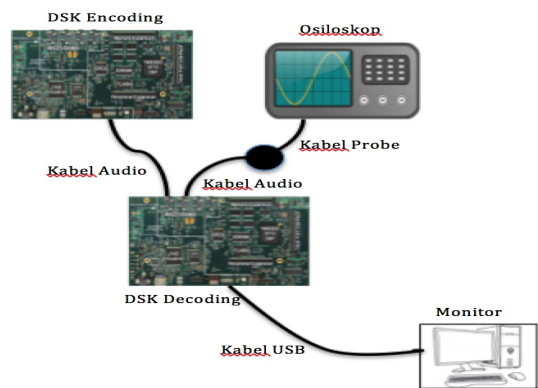 DSK Encoding
Osiloskop
Kabel Probe
Kabel Audio
Kabel Audio
DSK Decoding
Monitor
Kabel USB